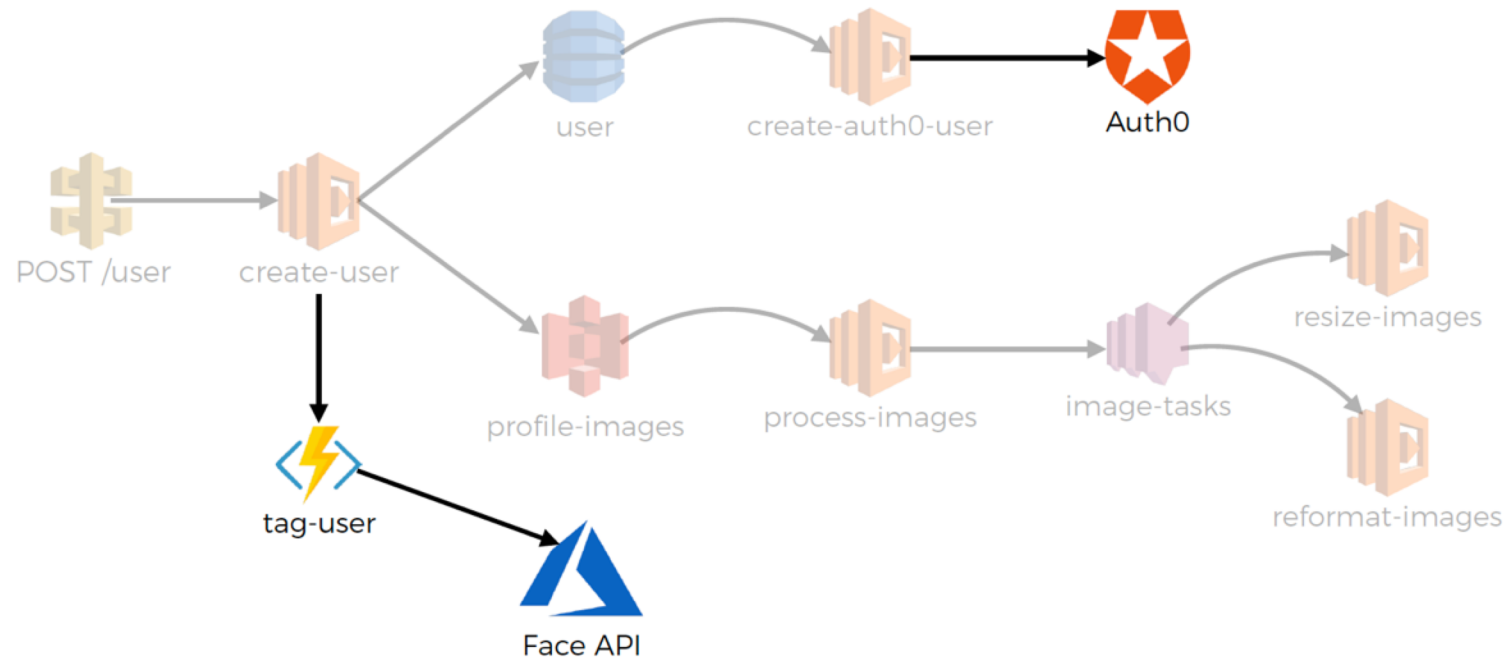 user
create-auth0-user
Auth0
POST /user
create-user
resize-images
profile-images
process-images
image-tasks
reformat-images
tag-user
Face API